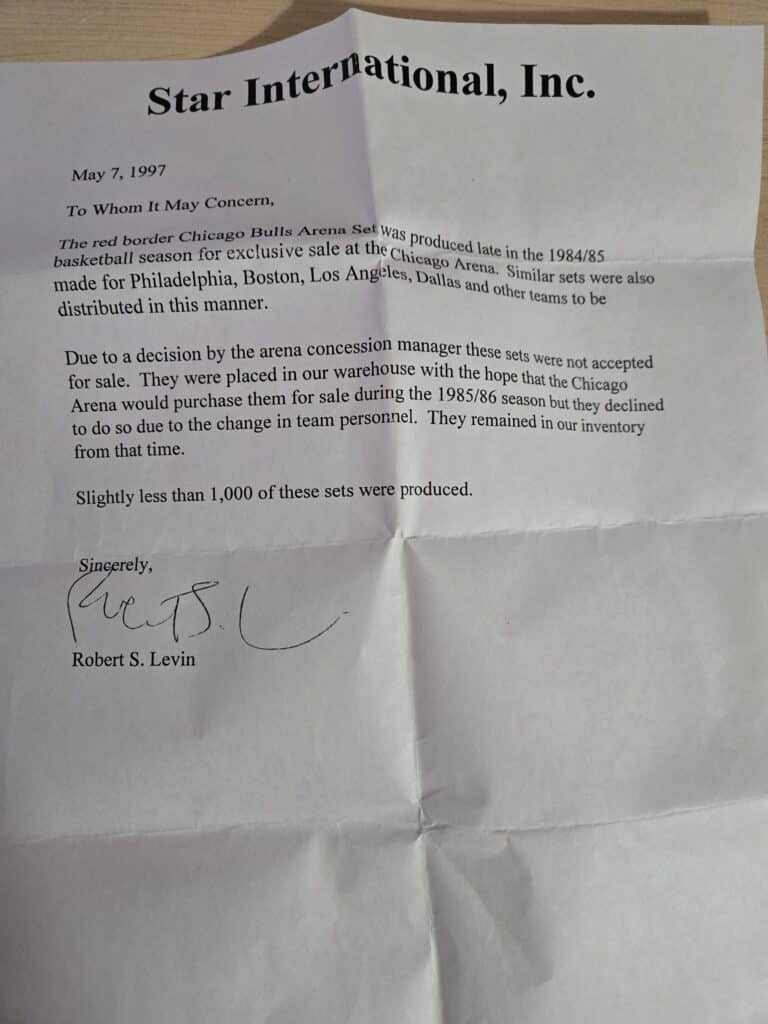 Star International, Inc.
May 7, 1997
To Whom It May Concern,
The red border Chicago Bulls Arena Set was produced late in the 1984/85
basketball season for exclusive sale at the Chicago Arena. Similar sets were also
made for Philadelphia, Boston, Los Angeles, Dallas and other teams to be
distributed in this manner.
Due to a decision by the arena concession manager these sets were not accepted
for sale. They were placed in our warehouse with the hope that the Chicago
Arena would purchase them for sale during the 1985/86 season but they declined
to do so due to the change in team personnel. They remained in our inventory
from that time.
Slightly less than 1,000 of these sets were produced.
Sincerely,
Robert S. Levin